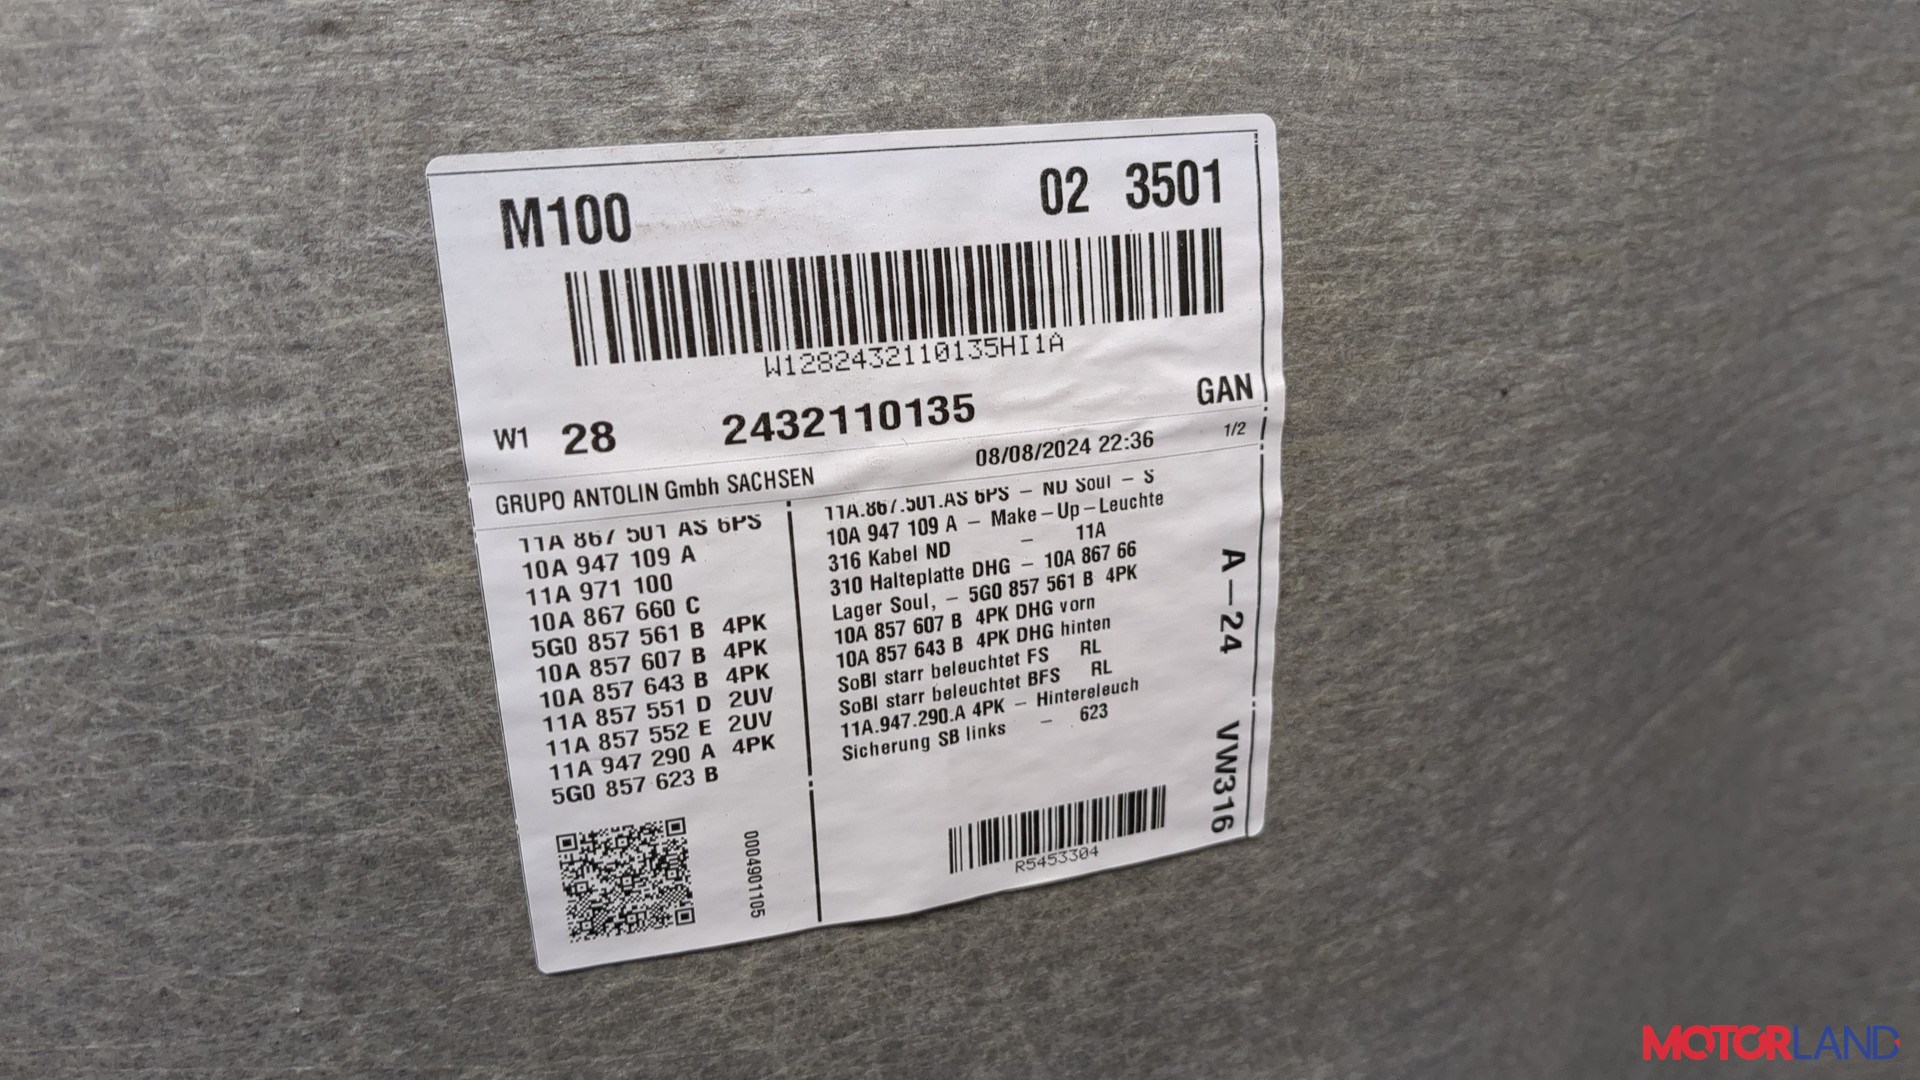 M100
02 3501
W1282432110135HI1A
W1 28 2432110135 GAN
GRUPO ANTOLIN Gmbh SACHSEN 08/08/2024 22:36 1/2
11A 867 501 AS 6PS
10A 947 109 A
11A 971 100
10A 867 660 C
5G0 857 561 B 4PK
10A 857 607 B 4PK
10A 857 643 B 4PK
11A 857 551 D 2UV
11A 857 552 E 2UV
11A 947 290 A 4PK
5G0 857 623 B
0004901105
11A.867.501.AS 6PS – ND Soul – S
10A 947 109 A – Make–Up–Leuchte
316 Kabel ND – 11A
310 Halteplatte DHG – 10A 867 66
Lager Soul, – 5G0 857 561 B 4PK
10A 857 607 B 4PK DHG vorn
10A 857 643 B 4PK DHG hinten
SoBl starr beleuchtet FS RL
SoBl starr beleuchtet BFS RL
11A.947.290.A 4PK – Hintereleuch
Sicherung SB links – 623
R5453304
A–24 VW316
MOTORLAND